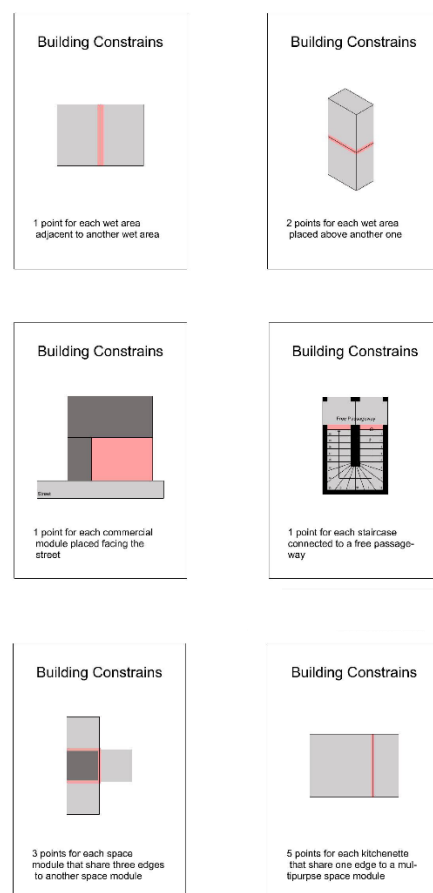 Building Constrains
1 point for each wet area
adjacent to another wet area
Building Constrains
2 points for each wet area
placed above another one
Building Constrains
Street
1 point for each commercial
module placed facing the
street
Building Constrains
Free Passageway
1 point for each staircase
connected to a free passage-
way
Building Constrains
3 points for each space
module that share three edges
to another space module
Building Constrains
5 points for each kitchenette
that share one edge to a mul-
tipurpse space module